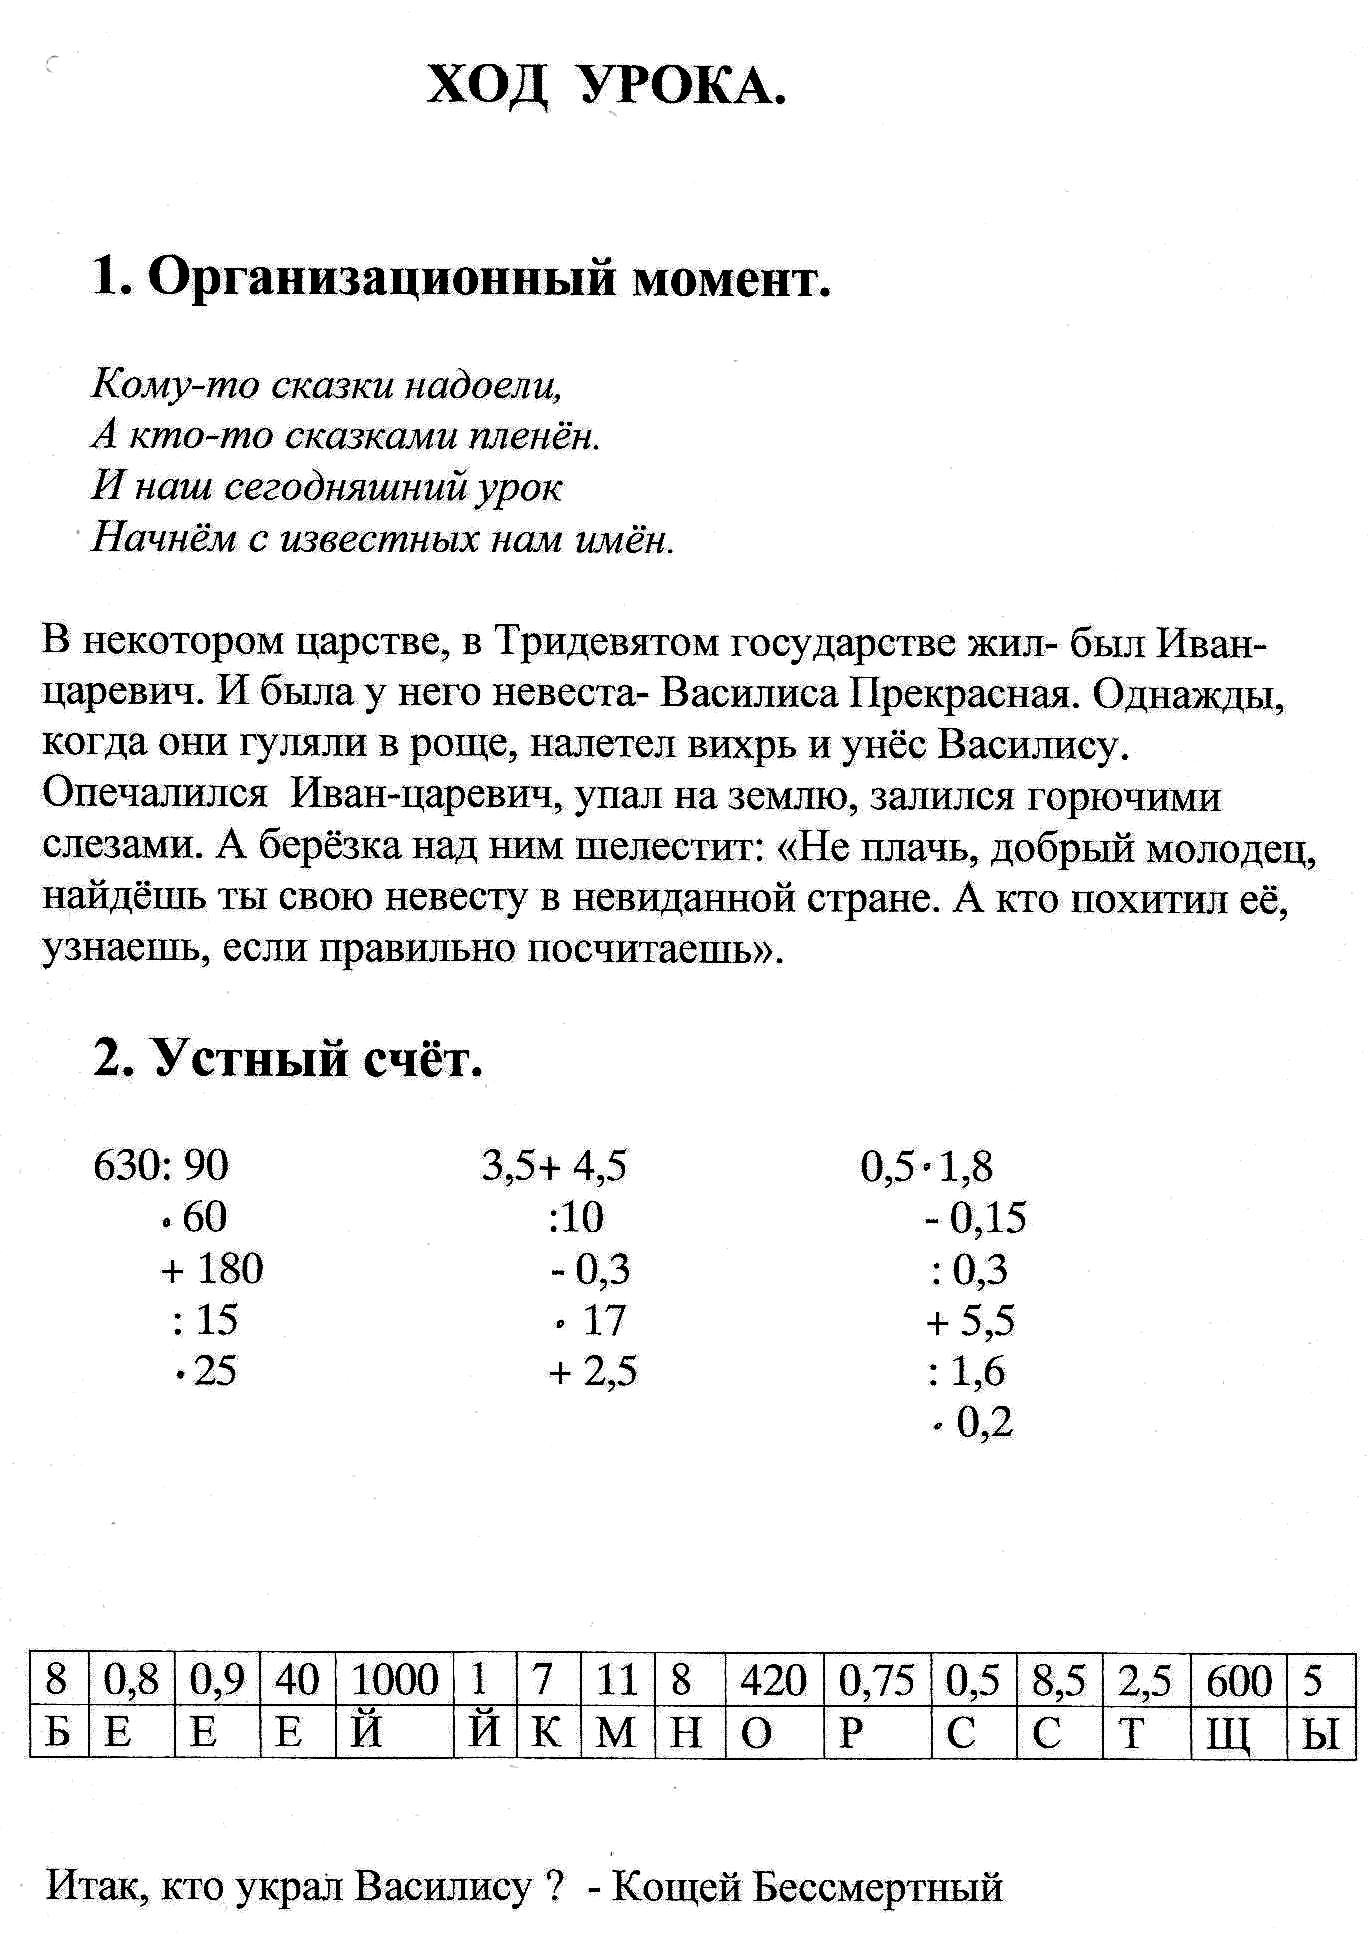 ХОД УРОКА.
1. Организационный момент.
Кому-то сказки надоели,
А кто-то сказками пленён.
И наш сегодняшний урок
Начнём с известных нам имён.
В некотором царстве, в Тридевятом государстве жил- был Иван-
царевич. И была у него невеста- Василиса Прекрасная. Однажды,
когда они гуляли в роще, налетел вихрь и унёс Василису.
Опечалился Иван-царевич, упал на землю, залился горючими
слезами. А берёзка над ним шелестит: «Не плачь, добрый молодец,
найдёшь ты свою невесту в невиданной стране. А кто похитил её,
узнаешь, если правильно посчитаешь».
2. Устный счёт.
630: 90 3,5+ 4,5 0,5·1,8
· 60 :10 - 0,15
+ 180 - 0,3 : 0,3
: 15 · 17 + 5,5
·25 + 2,5 : 1,6
· 0,2
8 0,8 0,9 40 1000 1 7 11 8 420 0,75 0,5 8,5 2,5 600 5
Б Е Е Е Й Й К М Н О Р С С Т Щ Ы
Итак, кто украл Василису ? - Кощей Бессмертный